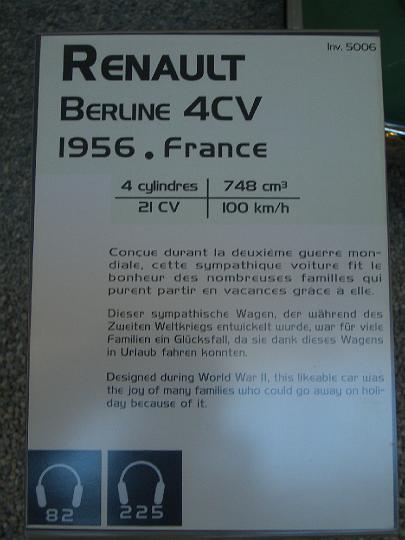 Inv. 5006
RENAULT
BERLINE 4CV
1956 . France
4 cylindres 748 cm³
21 CV 100 km/h
Conçue durant la deuxième guerre mon-
diale, cette sympathique voiture fit le
bonheur des nombreuses familles qui
purent partir en vacances grâce à elle.
Dieser sympathische Wagen, der während des
Zweiten Weltkriegs entwickelt wurde, war für viele
Familien ein Glücksfall, da sie dank dieses Wagens
in Urlaub fahren konnten.
Designed during World War II, this likeable car was
the joy of many families who could go away on holi-
day because of it.
82 225